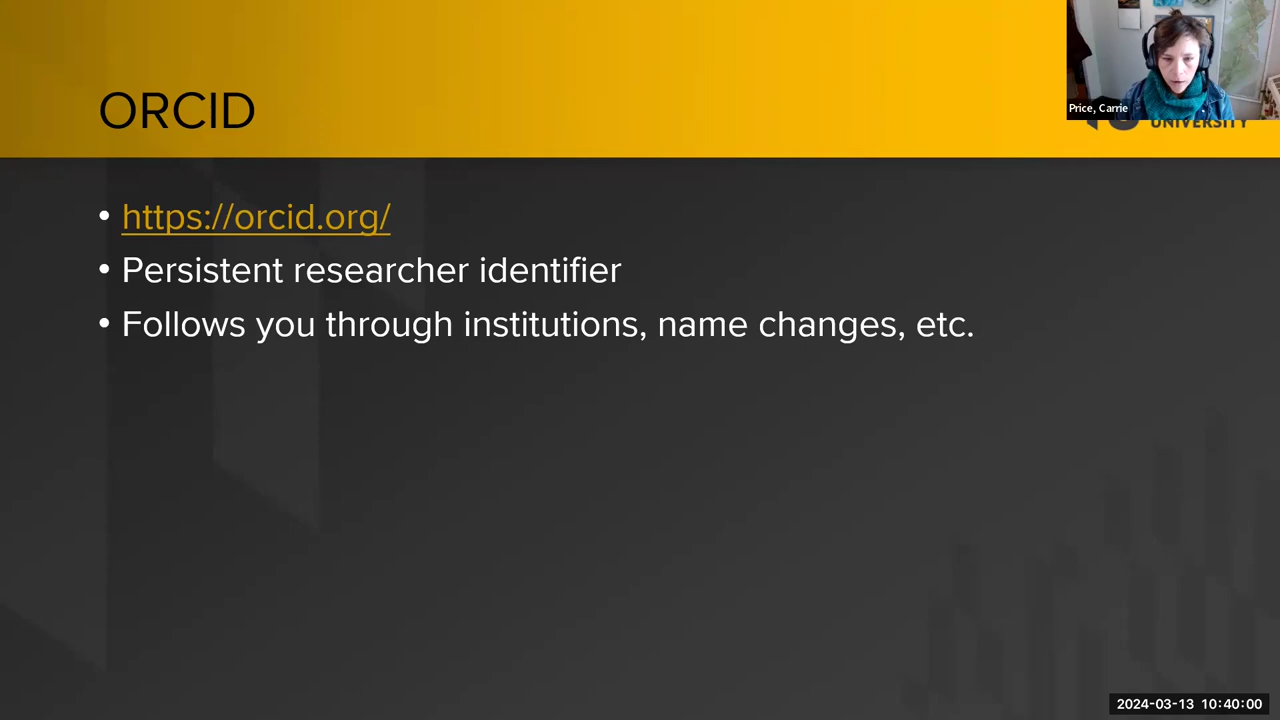 ORCID
Price, Carrie
UNIVERSITY
• https://orcid.org/
• Persistent researcher identifier
• Follows you through institutions, name changes, etc.
2024-03-13 10:40:00